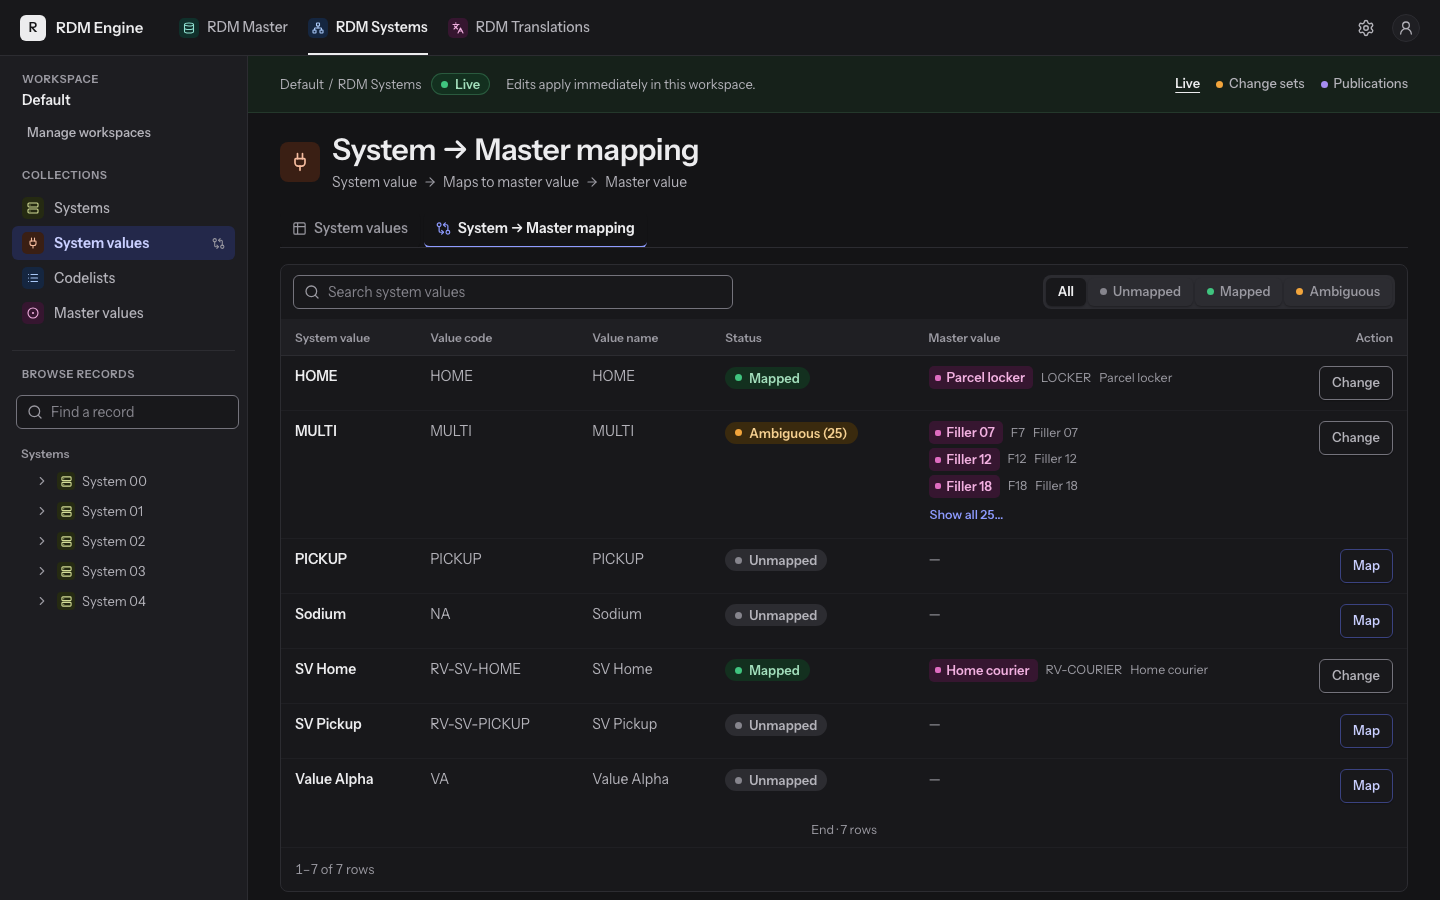 R RDM Engine RDM Master RDM Systems RDM Translations
WORKSPACE
Default
Manage workspaces
COLLECTIONS
Systems
System values
Codelists
Master values
BROWSE RECORDS
Find a record
Systems
System 00
System 01
System 02
System 03
System 04
Default / RDM Systems Live Edits apply immediately in this workspace. Live Change sets Publications
System → Master mapping
System value → Maps to master value → Master value
System values System → Master mapping
Search system values All Unmapped Mapped Ambiguous
System value Value code Value name Status Master value Action
HOME HOME HOME Mapped Parcel locker LOCKER Parcel locker Change
MULTI MULTI MULTI Ambiguous (25) Filler 07 F7 Filler 07 Change
Filler 12 F12 Filler 12
Filler 18 F18 Filler 18
Show all 25...
PICKUP PICKUP PICKUP Unmapped — Map
Sodium NA Sodium Unmapped — Map
SV Home RV-SV-HOME SV Home Mapped Home courier RV-COURIER Home courier Change
SV Pickup RV-SV-PICKUP SV Pickup Unmapped — Map
Value Alpha VA Value Alpha Unmapped — Map
End · 7 rows
1–7 of 7 rows